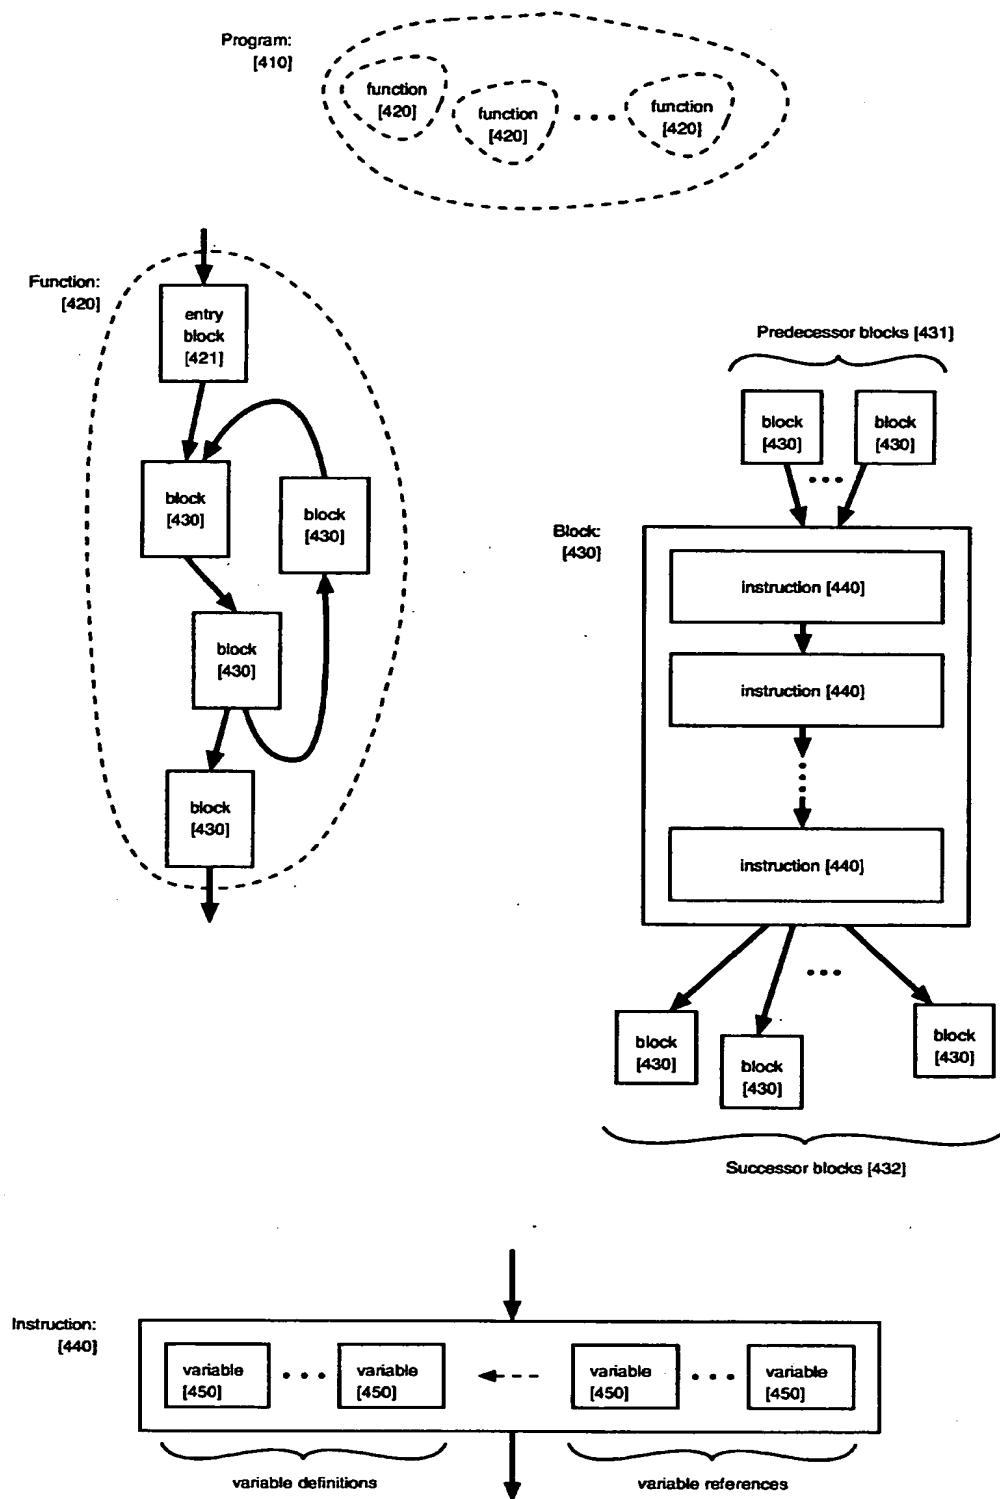 Program:
[410]
function
[420]
function
[420]
function
[420]
Function:
[420]
entry
block
[421]
block
[430]
block
[430]
block
[430]
block
[430]
Predecessor blocks [431]
block
[430]
block
[430]
Block:
[430]
instruction [440]
instruction [440]
instruction [440]
block
[430]
block
[430]
block
[430]
Successor blocks [432]
Instruction:
[440]
variable
[450]
variable
[450]
variable
[450]
variable
[450]
variable definitions
variable references